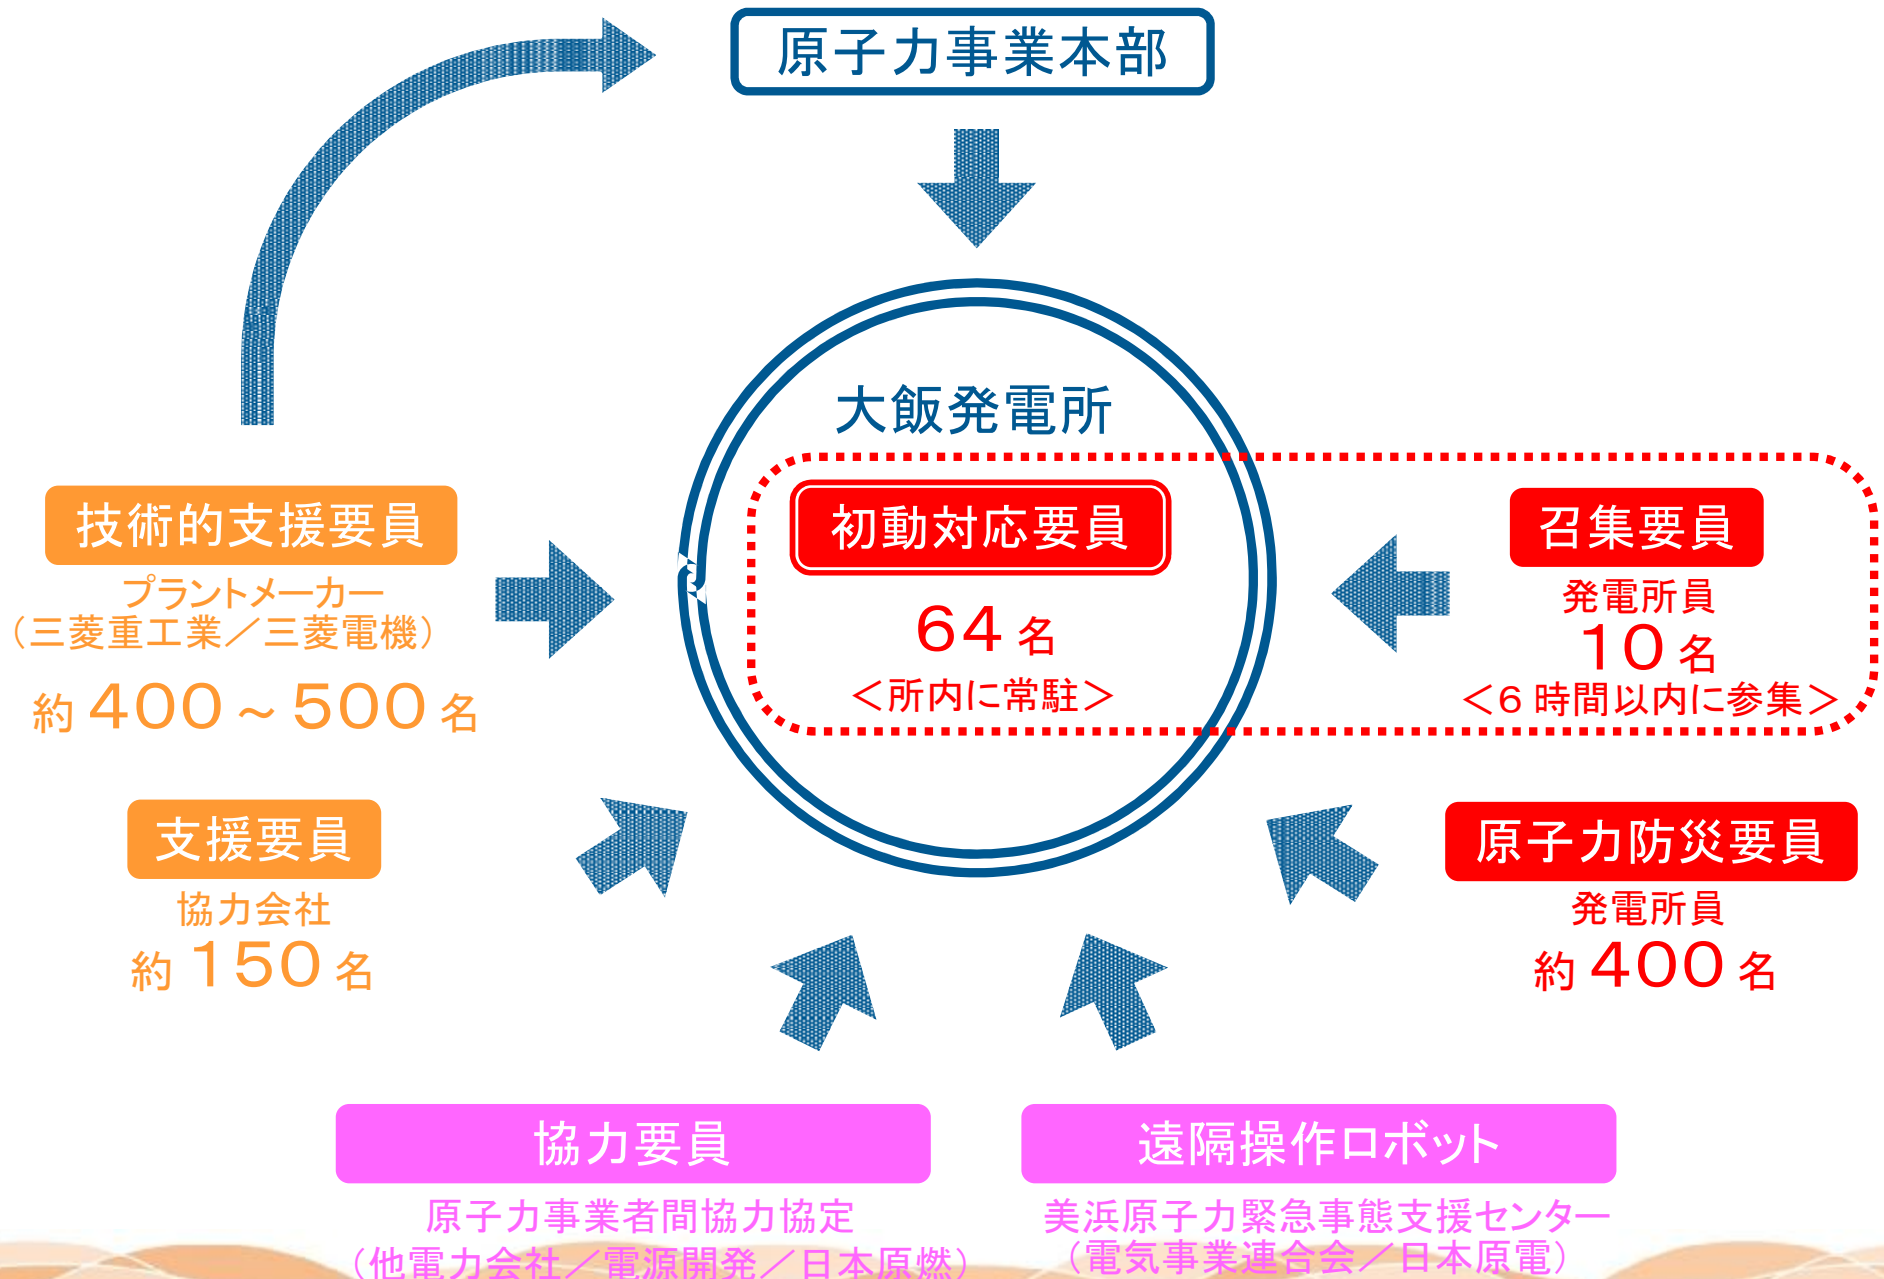 原子力事業本部
大飯発電所
初動対応要員
64名
＜所内に常駐＞
技術的支援要員
プラントメーカー
（三菱重工業／三菱電機）
約400～500名
召集要員
発電所員
10名
＜6時間以内に参集＞
支援要員
協力会社
約150名
原子力防災要員
発電所員
約400名
協力要員
原子力事業者間協力協定
（他電力会社／電源開発／日本原燃）
遠隔操作ロボット
美浜原子力緊急事態支援センター
（電気事業連合会／日本原電）